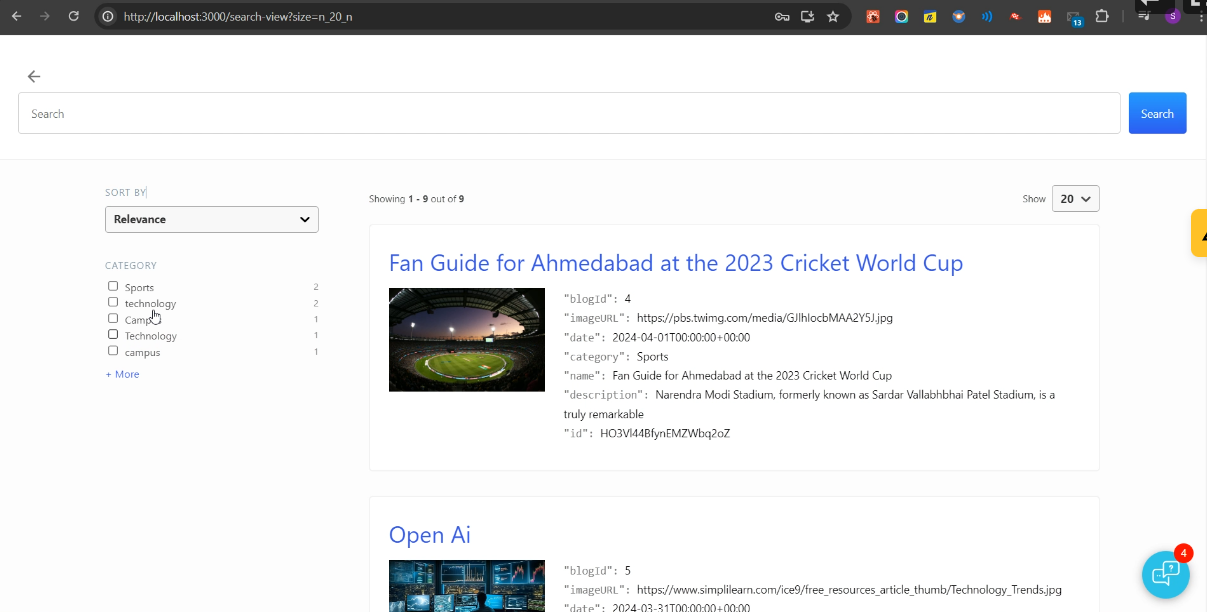 http://localhost:3000/search-view?size=n_20_n
13
S
Search
Search
SORT BY
Relevance
Showing 1 - 9 out of 9
Show
20
CATEGORY
Sports 2
technology 2
Campus 1
Technology 1
campus 1
+ More
Fan Guide for Ahmedabad at the 2023 Cricket World Cup
"blogId": 4
"imageURL": https://pbs.twimg.com/media/GJlhIocbMAA2Y5J.jpg
"date": 2024-04-01T00:00:00+00:00
"category": Sports
"name": Fan Guide for Ahmedabad at the 2023 Cricket World Cup
"description": Narendra Modi Stadium, formerly known as Sardar Vallabhbhai Patel Stadium, is a
truly remarkable
"id": HO3Vl44BfynEMZWbq2oZ
Open Ai
"blogId": 5
"imageURL": https://www.simplilearn.com/ice9/free_resources_article_thumb/Technology_Trends.jpg
"date": 2024-03-31T00:00:00+00:00
4